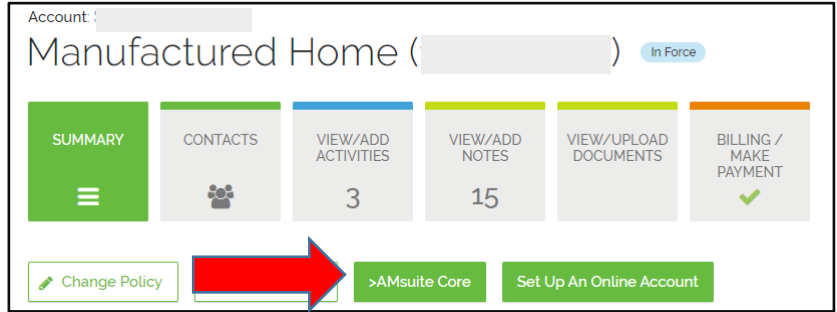 Account:
Manufactured Home ( ) In Force
SUMMARY
CONTACTS
VIEW/ADD
ACTIVITIES
3
VIEW/ADD
NOTES
15
VIEW/UPLOAD
DOCUMENTS
BILLING /
MAKE
PAYMENT
Change Policy
>AMsuite Core
Set Up An Online Account